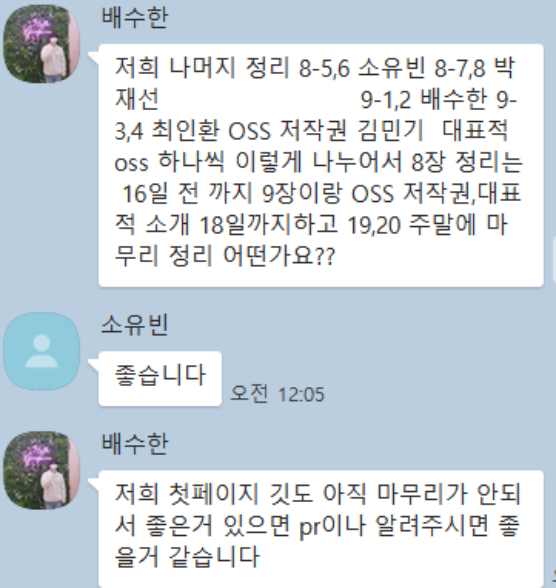 배수한
저희 나머지 정리 8-5,6 소유빈 8-7,8 박
재선 9-1,2 배수한 9-
3,4 최인환 OSS 저작권 김민기 대표적
oss 하나씩 이렇게 나누어서 8장 정리는
16일 전 까지 9장이랑 OSS 저작권,대표
적 소개 18일까지하고 19,20 주말에 마
무리 정리 어떤가요??
소유빈
좋습니다
오전 12:05
배수한
저희 첫페이지 깃도 아직 마무리가 안되
서 좋은거 있으면 pr이나 알려주시면 좋
을거 같습니다